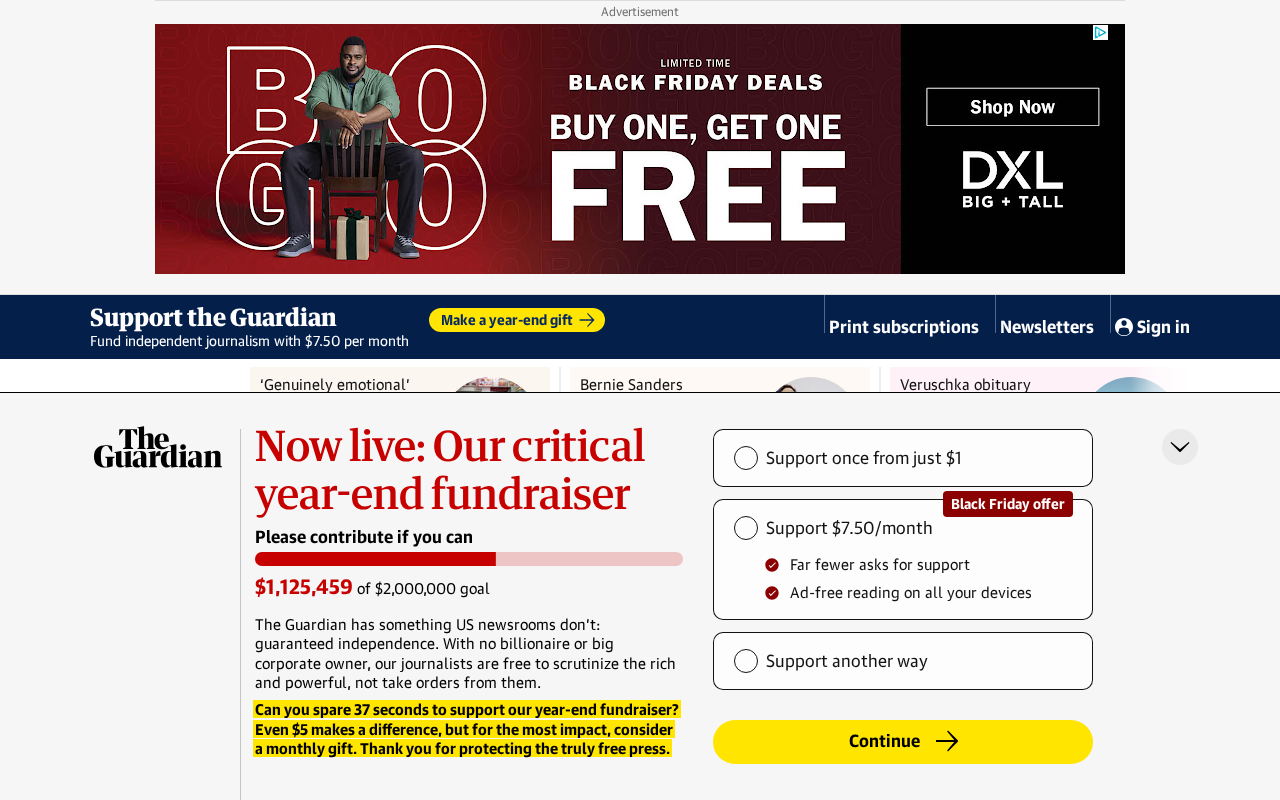 Advertisement
BOGO
LIMITED TIME
BLACK FRIDAY DEALS
BUY ONE, GET ONE
FREE
Shop Now
DXL
BIG + TALL
Support the Guardian
Fund independent journalism with $7.50 per month
Make a year-end gift
Print subscriptions
Newsletters
Sign in
‘Genuinely emotional’
Bernie Sanders
Veruschka obituary
The
Guardian
Now live: Our critical
year-end fundraiser
Please contribute if you can
$1,125,459 of $2,000,000 goal
The Guardian has something US newsrooms don’t:
guaranteed independence. With no billionaire or big
corporate owner, our journalists are free to scrutinize the rich
and powerful, not take orders from them.
Can you spare 37 seconds to support our year-end fundraiser?
Even $5 makes a difference, but for the most impact, consider
a monthly gift. Thank you for protecting the truly free press.
Support once from just $1
Black Friday offer
Support $7.50/month
Far fewer asks for support
Ad-free reading on all your devices
Support another way
Continue